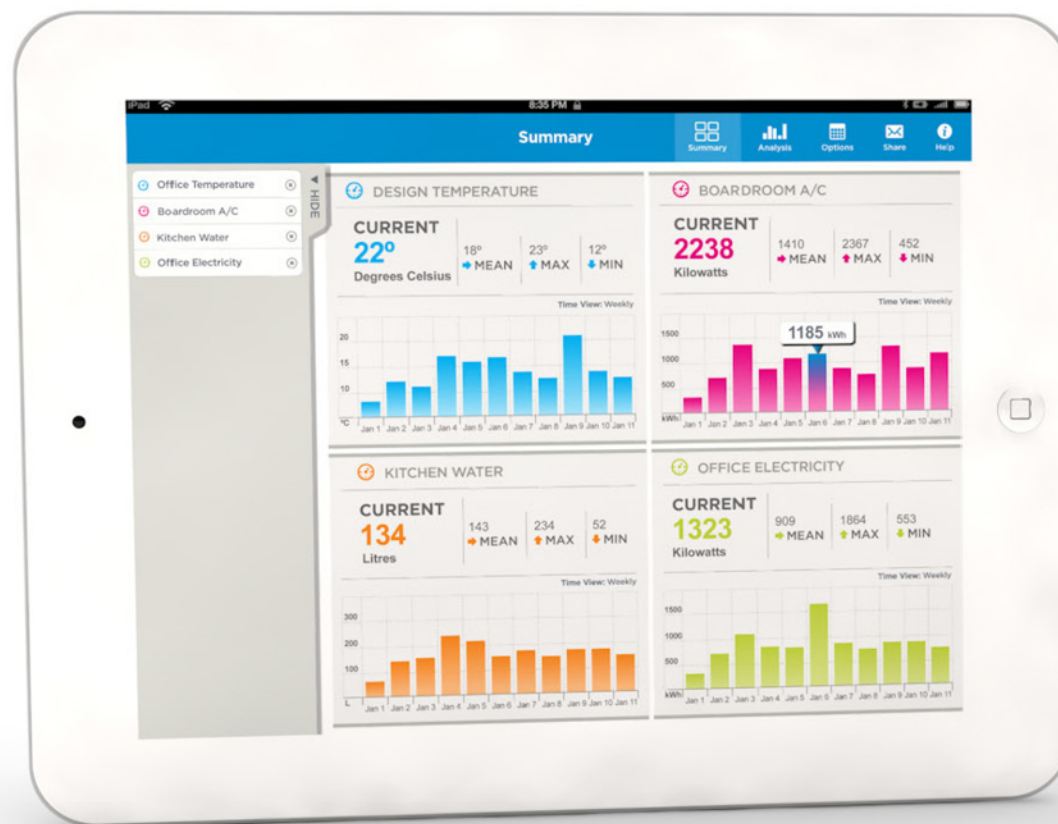 iPad
8:35 PM
Summary
Summary
Analysis
Options
Share
Help
Office Temperature
Boardroom A/C
Kitchen Water
Office Electricity
HIDE
DESIGN TEMPERATURE
CURRENT
22º
Degrees Celsius
18º
MEAN
23º
MAX
12º
MIN
Time View: Weekly
20
15
10
ºC
Jan 1 Jan 2 Jan 3 Jan 4 Jan 5 Jan 6 Jan 7 Jan 8 Jan 9 Jan 10 Jan 11
BOARDROOM A/C
CURRENT
2238
Kilowatts
1410
MEAN
2367
MAX
452
MIN
Time View: Weekly
1185 kWh
1500
1000
500
kWh
Jan 1 Jan 2 Jan 3 Jan 4 Jan 5 Jan 6 Jan 7 Jan 8 Jan 9 Jan 10 Jan 11
KITCHEN WATER
CURRENT
134
Litres
143
MEAN
234
MAX
52
MIN
Time View: Weekly
300
200
100
L
Jan 1 Jan 2 Jan 3 Jan 4 Jan 5 Jan 6 Jan 7 Jan 8 Jan 9 Jan 10 Jan 11
OFFICE ELECTRICITY
CURRENT
1323
Kilowatts
909
MEAN
1864
MAX
553
MIN
Time View: Weekly
1500
1000
500
kWh
Jan 1 Jan 2 Jan 3 Jan 4 Jan 5 Jan 6 Jan 7 Jan 8 Jan 9 Jan 10 Jan 11